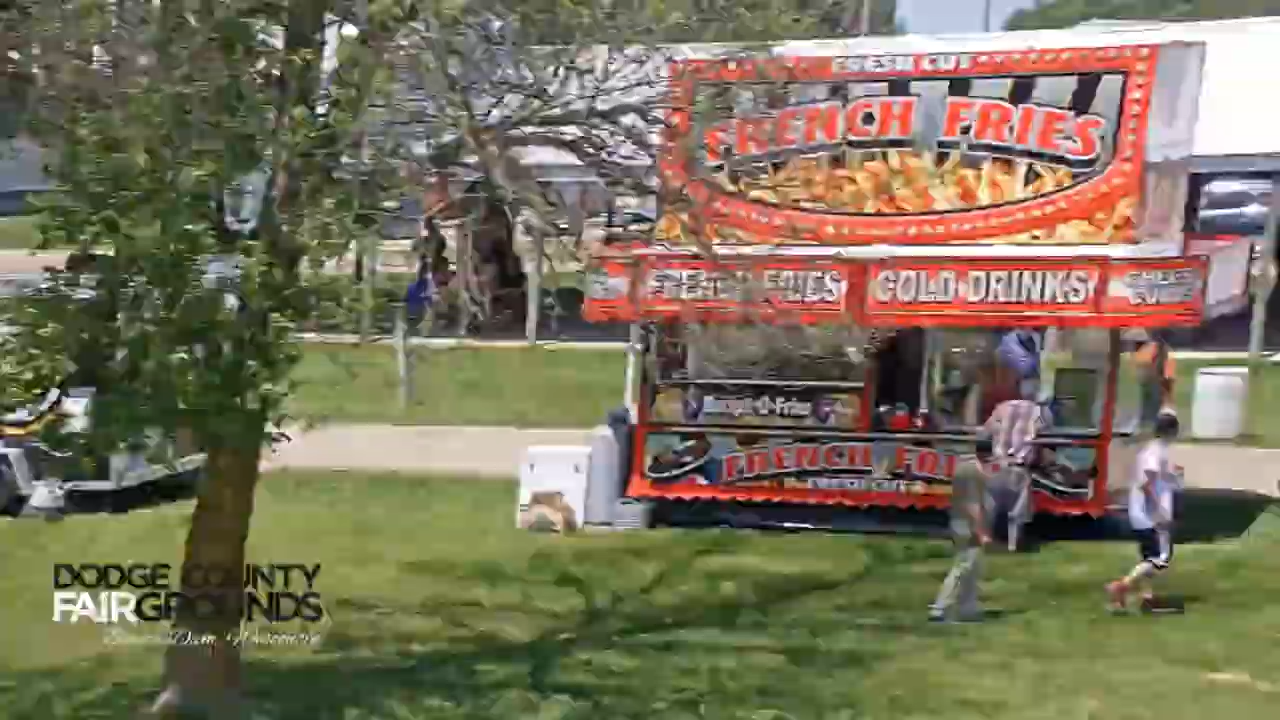 FRESH CUT
FRENCH FRIES
FRENCH FRIES COLD DRINKS
FRENCH FRI
DODGE COUNTY
FAIRGROUNDS